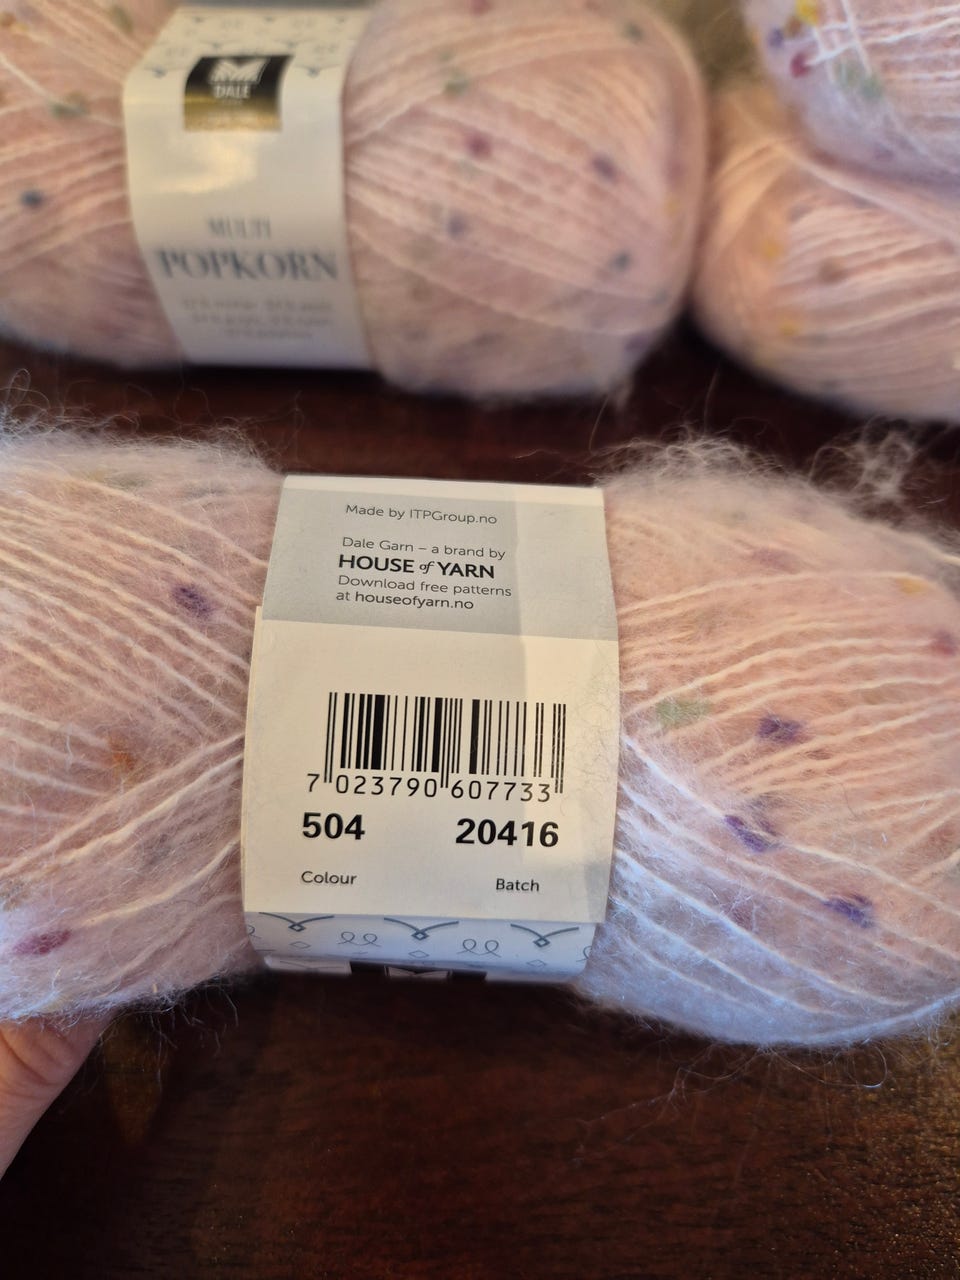 DALE
MULTI
POPKORN
Made by ITPGroup.no
Dale Garn – a brand by
HOUSE of YARN
Download free patterns
at houseofyarn.no
7 023790 607733
504 20416
Colour Batch